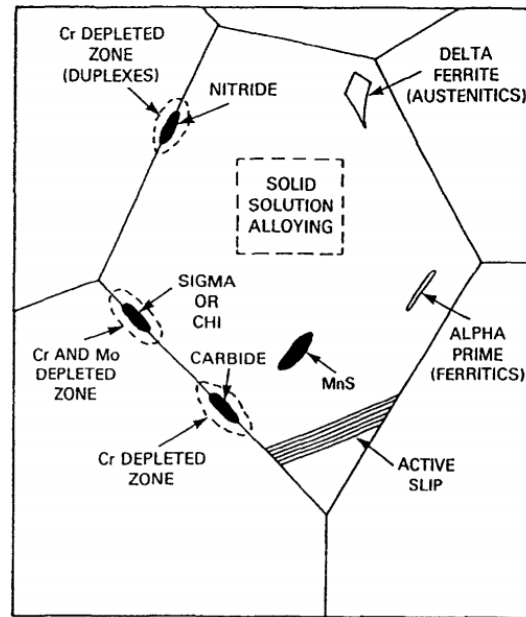 Cr DEPLETED
ZONE
(DUPLEXES)
NITRIDE
DELTA
FERRITE
(AUSTENITICS)
SOLID
SOLUTION
ALLOYING
SIGMA
OR
CHI
Cr AND Mo
DEPLETED
ZONE
CARBIDE
MnS
ALPHA
PRIME
(FERRITICS)
Cr DEPLETED
ZONE
ACTIVE
SLIP